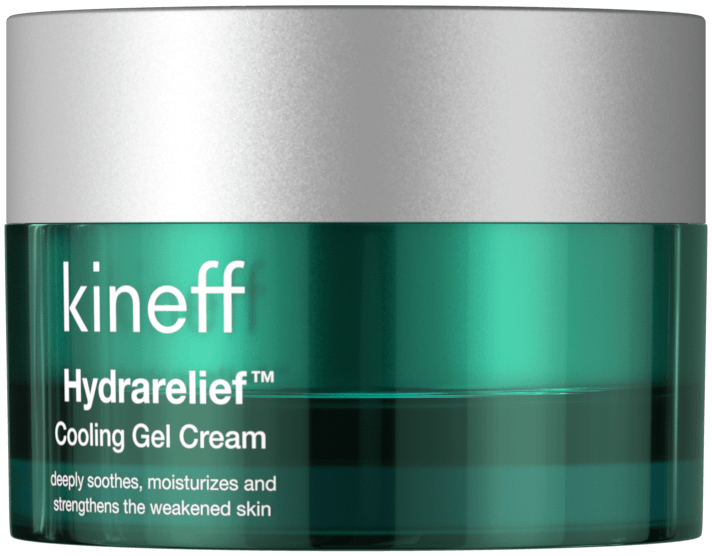 kineff
Hydrarelief™
Cooling Gel Cream
deeply soothes, moisturizes and
strengthens the weakened skin